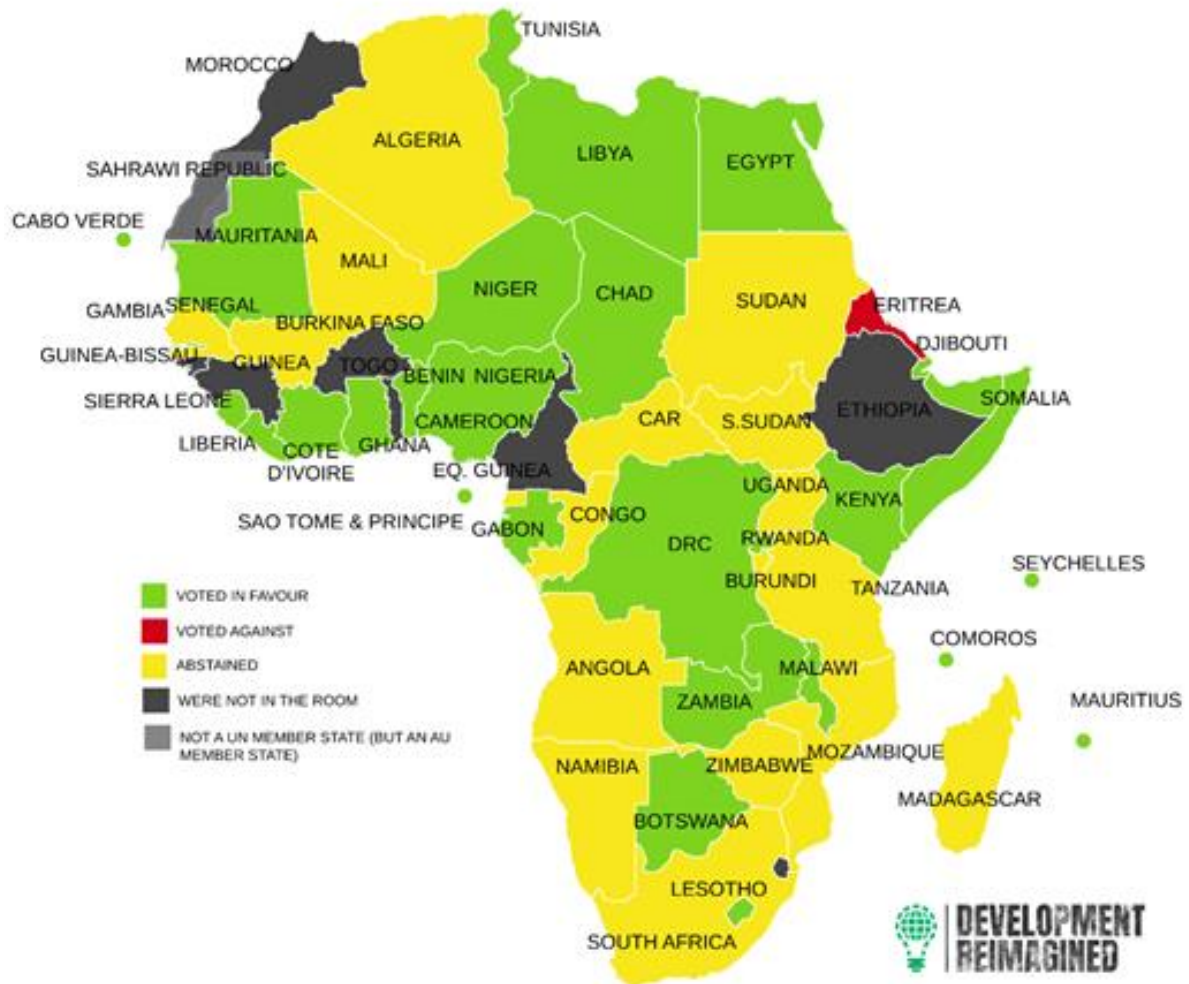 TUNISIA
MOROCCO
ALGERIA
LIBYA
EGYPT
SAHRAWI REPUBLIC
CABO VERDE
MAURITANIA
MALI
NIGER
CHAD
SUDAN
ERITREA
GAMBIA
SENEGAL
BURKINA FASO
DJIBOUTI
GUINEA-BISSAU
GUINEA
TOGO
BENIN
NIGERIA
SIERRA LEONE
ETHIOPIA
SOMALIA
CAMEROON
CAR
S.SUDAN
LIBERIA
COTE
D'IVOIRE
GHANA
EQ. GUINEA
UGANDA
KENYA
SAO TOME & PRINCIPE
GABON
CONGO
DRC
RWANDA
SEYCHELLES
BURUNDI
TANZANIA
VOTED IN FAVOUR
VOTED AGAINST
ABSTAINED
WERE NOT IN THE ROOM
NOT A UN MEMBER STATE (BUT AN AU
MEMBER STATE)
COMOROS
ANGOLA
MALAWI
ZAMBIA
MAURITIUS
MOZAMBIQUE
NAMIBIA
ZIMBABWE
MADAGASCAR
BOTSWANA
LESOTHO
SOUTH AFRICA
DEVELOPMENT
REIMAGINED